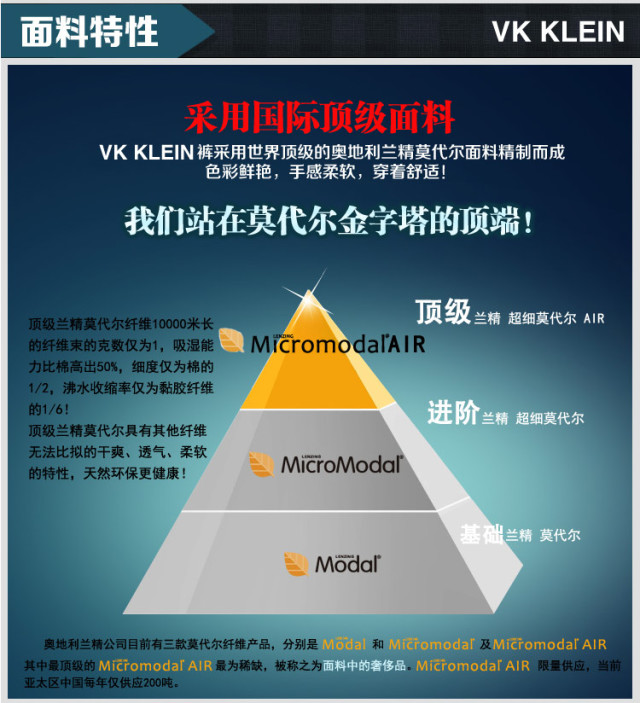 面料特性
VK KLEIN
采用国际顶级面料
VK KLEIN 裤采用世界顶级的奥地利兰精莫代尔面料精制而成
色彩鲜艳，手感柔软，穿着舒适！
我们站在莫代尔金字塔的顶端！
顶级兰精莫代尔纤维10000米长
的纤维束的克数仅为1，吸湿能
力比棉高出50%，细度仅为棉的
1/2，沸水收缩率仅为黏胶纤维
的1/6！
顶级兰精莫代尔具有其他纤维
无法比拟的干爽、透气、柔软
的特性，天然环保更健康！
LENZING
Micromodal®AIR
顶级兰精 超细莫代尔 AIR
LENZING
MicroModal®
进阶兰精 超细莫代尔
LENZING
Modal®
基础兰精 莫代尔
奥地利兰精公司目前有三款莫代尔纤维产品，分别是 Modal 和 Micromodal 及Micromodal AIR
其中最顶级的 Micromodal AIR 最为稀缺，被称之为面料中的奢侈品。Micromodal AIR 限量供应，当前
亚太区中国每年仅供应200吨。